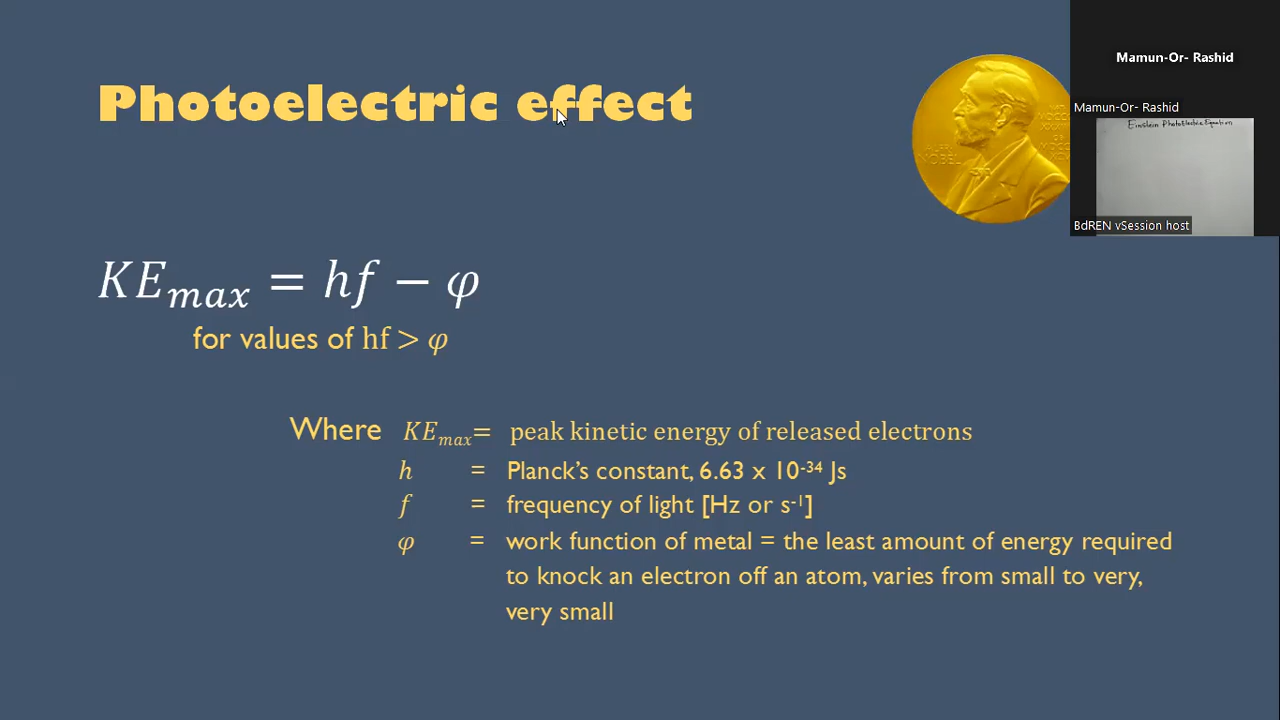 Photoelectric effect
Mamun-Or- Rashid
Mamun-Or- Rashid
Einstein PhotoElectric Equation
BdREN vSession host
KE_max = hf − φ
for values of hf > φ
Where KE_max= peak kinetic energy of released electrons
h = Planck's constant, 6.63 x 10⁻³⁴ Js
f = frequency of light [Hz or s⁻¹]
φ = work function of metal = the least amount of energy required
to knock an electron off an atom, varies from small to very,
very small